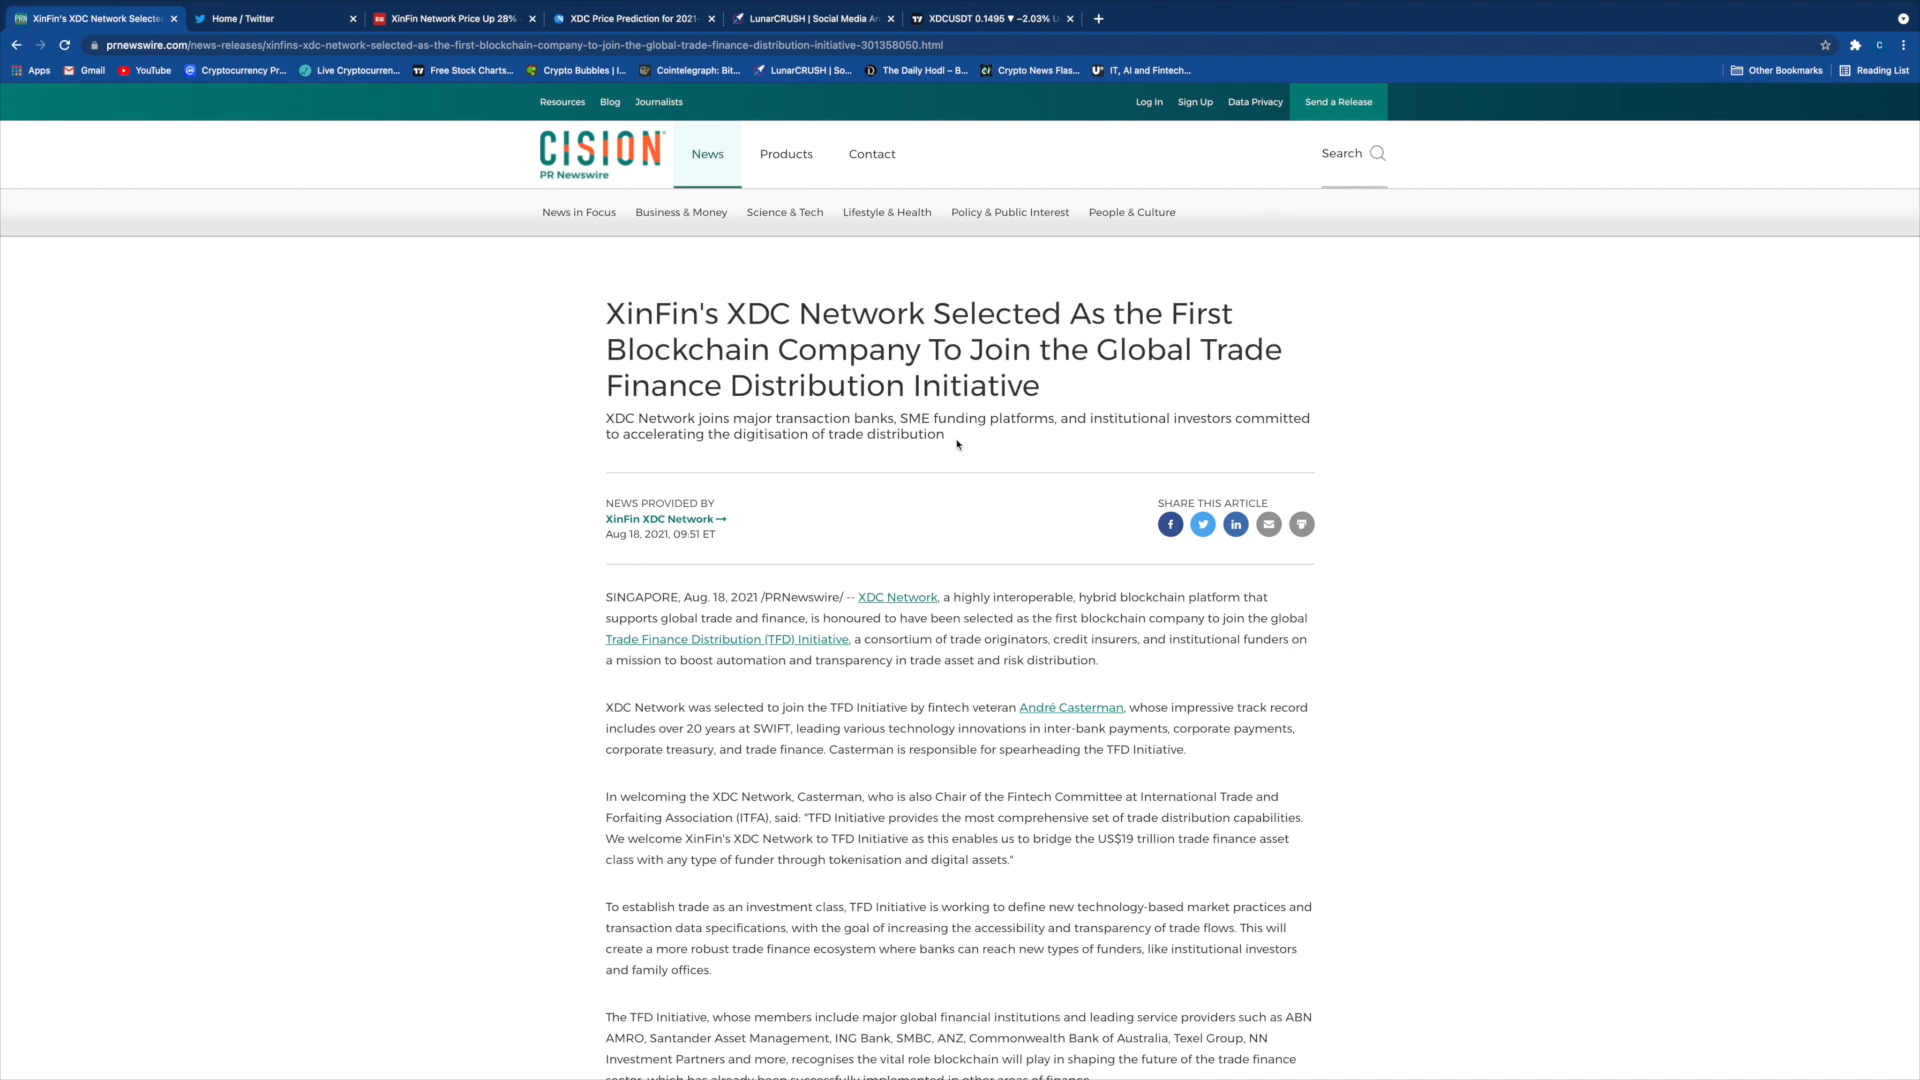 XinFin's XDC Network Selecte
Home / Twitter
XinFin Network Price Up 28%
XDC Price Prediction for 2021-
LunarCRUSH | Social Media An
XDCUSDT 0.1495 ▼ −2.03% U
prnewswire.com/news-releases/xinfins-xdc-network-selected-as-the-first-blockchain-company-to-join-the-global-trade-finance-distribution-initiative-301358050.html
C
Apps
Gmail
YouTube
Cryptocurrency Pr...
Live Cryptocurren...
Free Stock Charts...
Crypto Bubbles | I...
Cointelegraph: Bit...
LunarCRUSH | So...
The Daily Hodl – B...
Crypto News Flas...
IT, AI and Fintech...
Other Bookmarks
Reading List
Resources Blog Journalists
Log In Sign Up Data Privacy Send a Release
CISION
PR Newswire
News Products Contact
Search
News in Focus Business & Money Science & Tech Lifestyle & Health Policy & Public Interest People & Culture
XinFin's XDC Network Selected As the First
Blockchain Company To Join the Global Trade
Finance Distribution Initiative
XDC Network joins major transaction banks, SME funding platforms, and institutional investors committed
to accelerating the digitisation of trade distribution
NEWS PROVIDED BY
XinFin XDC Network →
Aug 18, 2021, 09:51 ET
SHARE THIS ARTICLE
SINGAPORE, Aug. 18, 2021 /PRNewswire/ -- XDC Network, a highly interoperable, hybrid blockchain platform that
supports global trade and finance, is honoured to have been selected as the first blockchain company to join the global
Trade Finance Distribution (TFD) Initiative, a consortium of trade originators, credit insurers, and institutional funders on
a mission to boost automation and transparency in trade asset and risk distribution.
XDC Network was selected to join the TFD Initiative by fintech veteran André Casterman, whose impressive track record
includes over 20 years at SWIFT, leading various technology innovations in inter-bank payments, corporate payments,
corporate treasury, and trade finance. Casterman is responsible for spearheading the TFD Initiative.
In welcoming the XDC Network, Casterman, who is also Chair of the Fintech Committee at International Trade and
Forfaiting Association (ITFA), said: "TFD Initiative provides the most comprehensive set of trade distribution capabilities.
We welcome XinFin's XDC Network to TFD Initiative as this enables us to bridge the US$19 trillion trade finance asset
class with any type of funder through tokenisation and digital assets."
To establish trade as an investment class, TFD Initiative is working to define new technology-based market practices and
transaction data specifications, with the goal of increasing the accessibility and transparency of trade flows. This will
create a more robust trade finance ecosystem where banks can reach new types of funders, like institutional investors
and family offices.
The TFD Initiative, whose members include major global financial institutions and leading service providers such as ABN
AMRO, Santander Asset Management, ING Bank, SMBC, ANZ, Commonwealth Bank of Australia, Texel Group, NN
Investment Partners and more, recognises the vital role blockchain will play in shaping the future of the trade finance
sector, which has already been successfully implemented in other areas of finance.